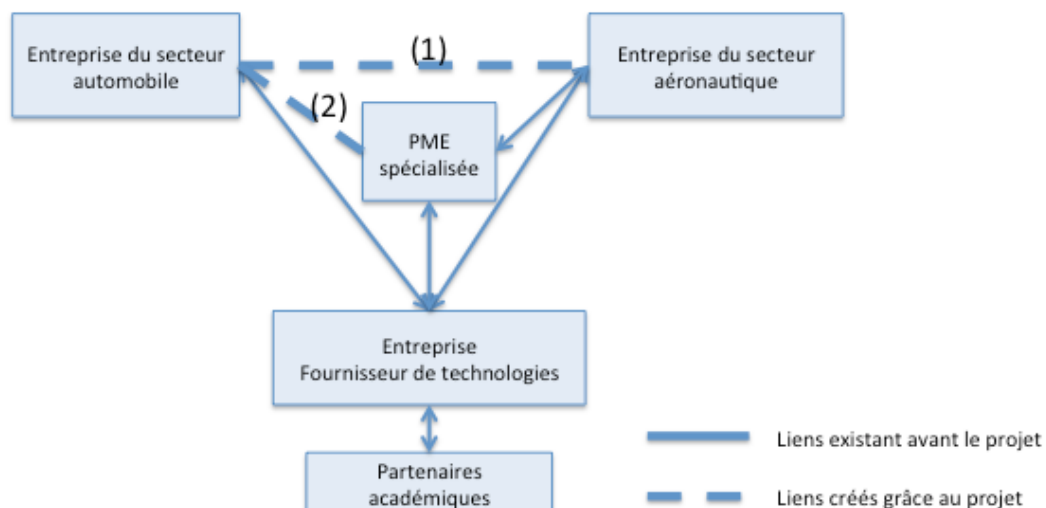 Entreprise du secteur
automobile
(1)
Entreprise du secteur
aéronautique
(2)
PME
spécialisée
Entreprise
Fournisseur de technologies
Partenaires
académiques
Liens existant avant le projet
Liens créés grâce au projet